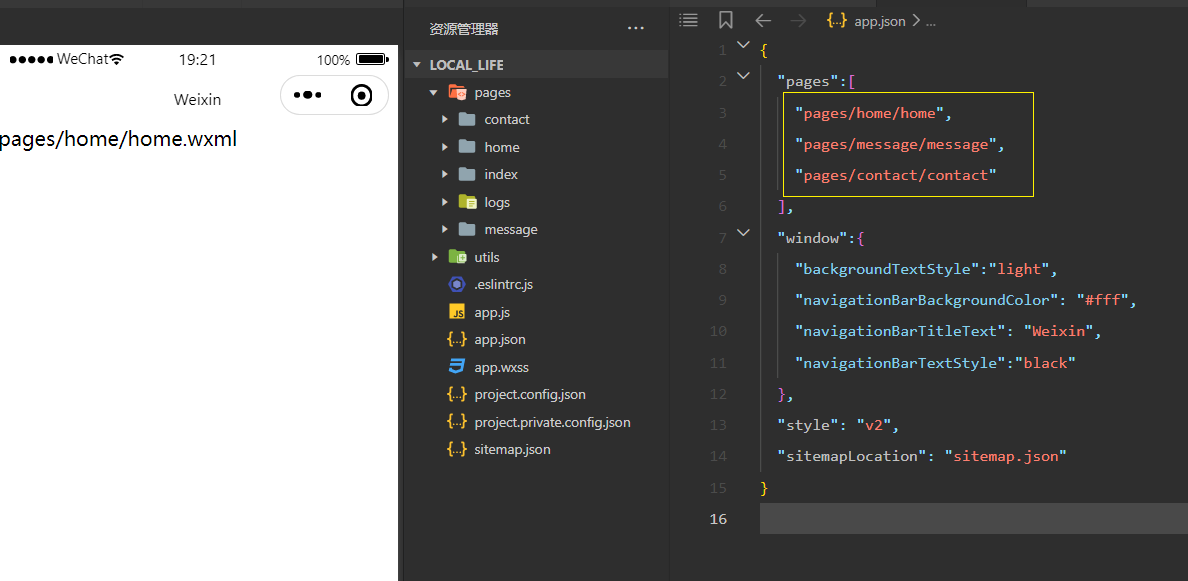 WeChat 19:21 100%
Weixin
pages/home/home.wxml
资源管理器 ...
LOCAL_LIFE
pages
contact
home
index
logs
message
utils
.eslintrc.js
JS app.js
{..} app.json
app.wxss
{..} project.config.json
{..} project.private.config.json
{..} sitemap.json
{..} app.json > ...
1 {
2 "pages":[
3 "pages/home/home",
4 "pages/message/message",
5 "pages/contact/contact"
6 ],
7 "window":{
8 "backgroundTextStyle":"light",
9 "navigationBarBackgroundColor": "#fff",
10 "navigationBarTitleText": "Weixin",
11 "navigationBarTextStyle":"black"
12 },
13 "style": "v2",
14 "sitemapLocation": "sitemap.json"
15 }
16